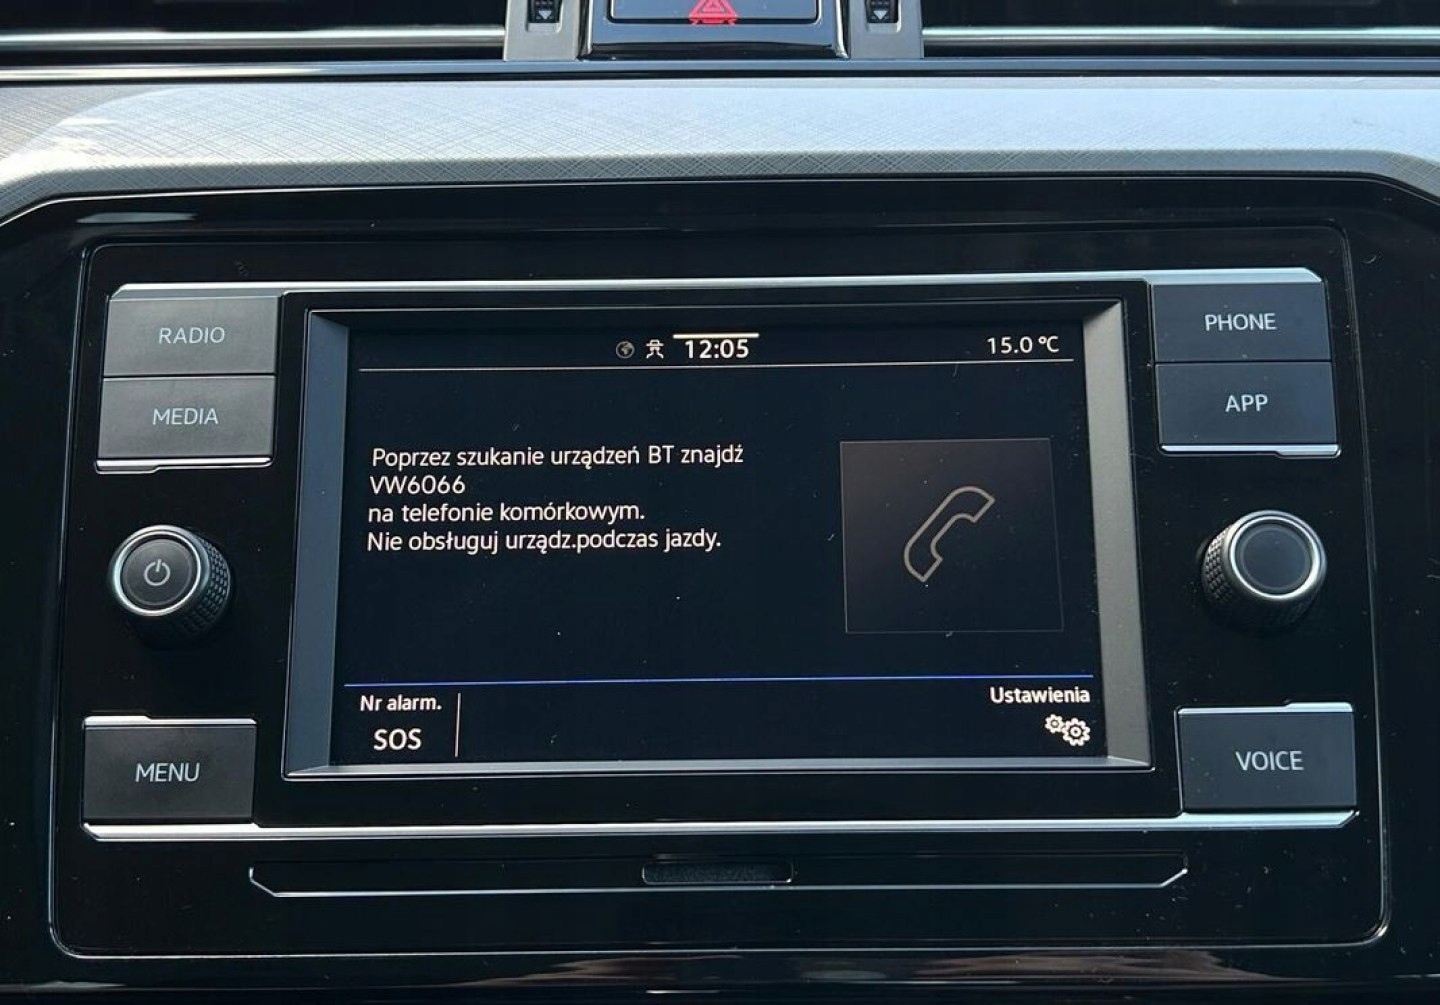 RADIO
MEDIA
MENU
PHONE
APP
VOICE
12:05
15.0 °C
Poprzez szukanie urządzeń BT znajdź
VW6066
na telefonie komórkowym.
Nie obsługuj urządz.podczas jazdy.
Nr alarm.
SOS
Ustawienia